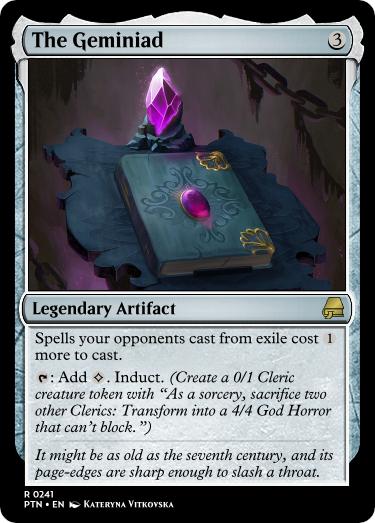 The Geminiad 3
Legendary Artifact
Spells your opponents cast from exile cost 1
more to cast.
: Add . Induct. (Create a 0/1 Cleric
creature token with “As a sorcery, sacrifice two
other Clerics: Transform into a 4/4 God Horror
that can’t block.”)
It might be as old as the seventh century, and its
page-edges are sharp enough to slash a throat.
R 0241
PTN • EN Kateryna Vitkovska